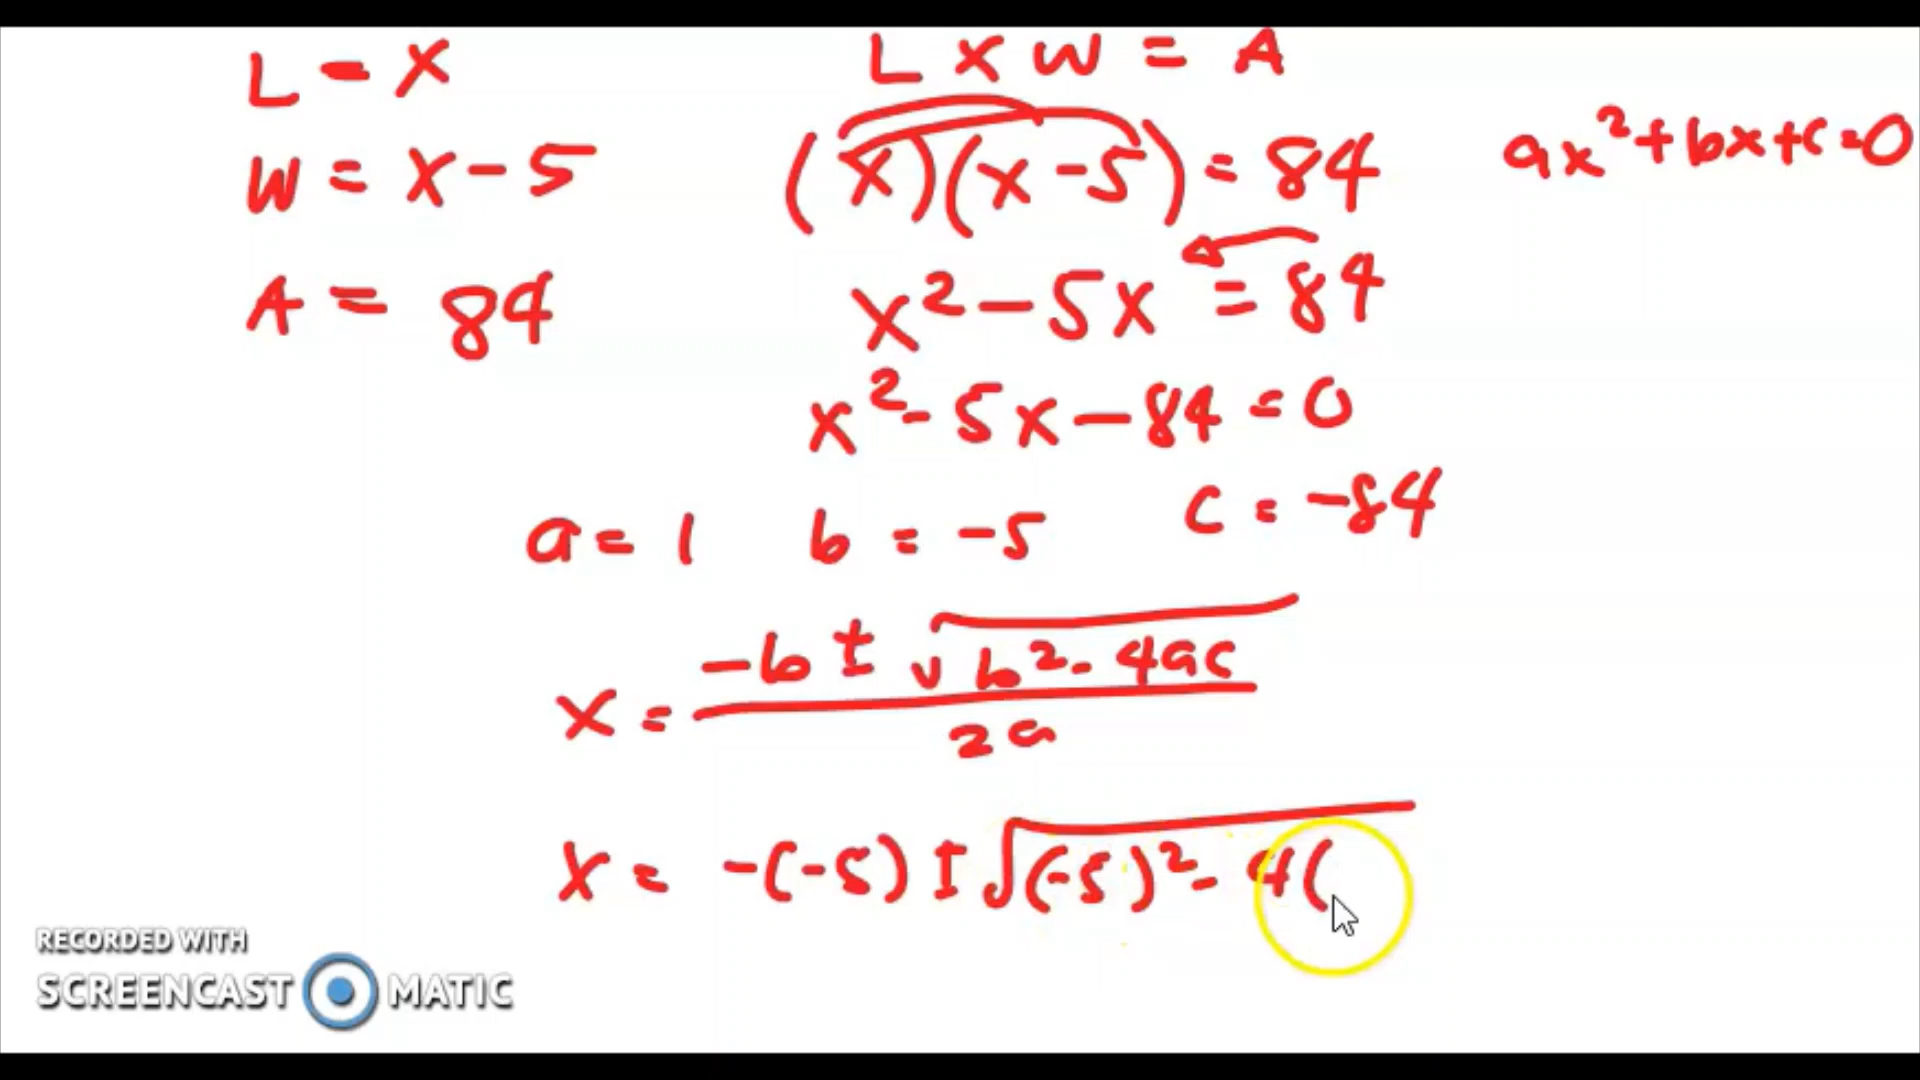 L = x
W = x - 5
A = 84
L x W = A
(x)(x - 5) = 84
ax²+bx+c=0
x² - 5x = 84
x² - 5x - 84 = 0
a = 1 b = -5 c = -84
x = -b ± √b² - 4ac
2a
x = -(-5) ± √(-5)² - 4(
RECORDED WITH
SCREENCAST MATIC